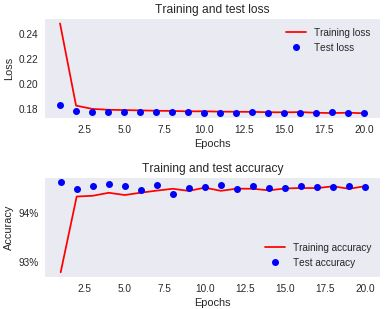 Training and test loss
0.24
0.22
0.20
0.18
Loss
Training loss
Test loss
2.5 5.0 7.5 10.0 12.5 15.0 17.5 20.0
Epochs
Training and test accuracy
94%
93%
Accuracy
Training accuracy
Test accuracy
2.5 5.0 7.5 10.0 12.5 15.0 17.5 20.0
Epochs